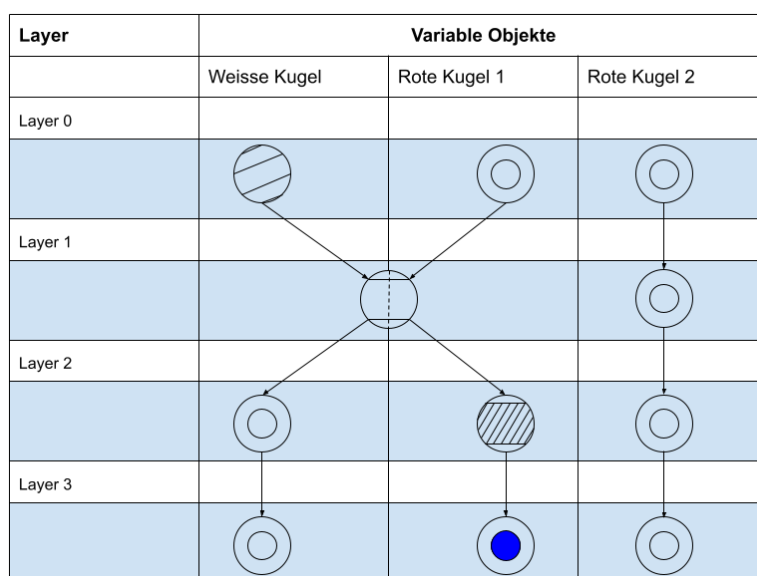 Layer Variable Objekte
Weisse Kugel Rote Kugel 1 Rote Kugel 2
Layer 0
Layer 1
Layer 2
Layer 3